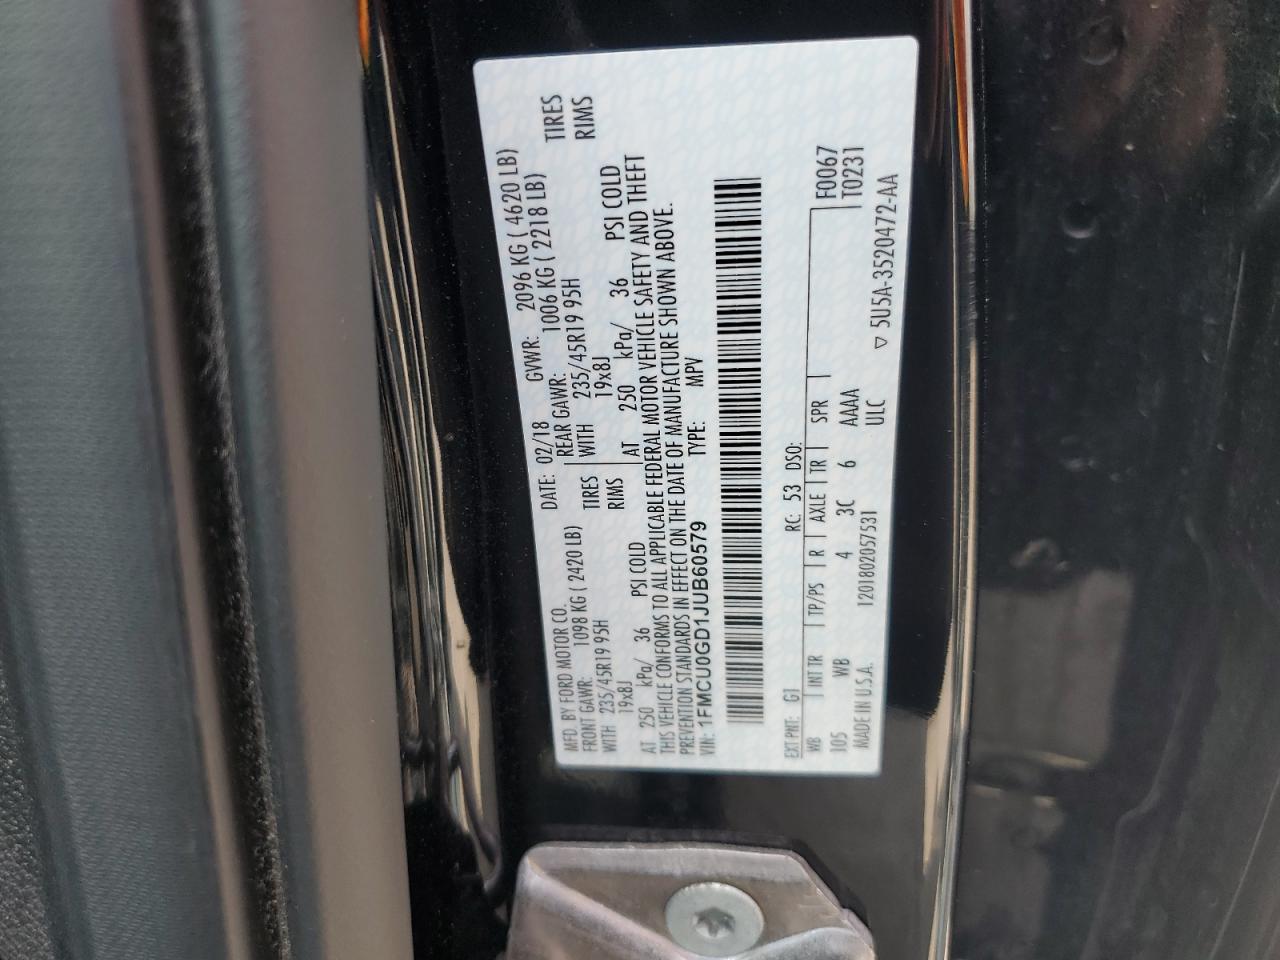 MFD. BY FORD MOTOR CO.
DATE: 02/18 GVWR: 2096 KG ( 4620 LB)
FRONT GAWR: 1098 KG ( 2420 LB) REAR GAWR: 1006 KG ( 2218 LB)
WITH 235/45R19 95H TIRES WITH 235/45R19 95H TIRES
19x8J RIMS 19x8J RIMS
AT 250 kPa/ 36 PSI COLD AT 250 kPa/ 36 PSI COLD
THIS VEHICLE CONFORMS TO ALL APPLICABLE FEDERAL MOTOR VEHICLE SAFETY AND THEFT
PREVENTION STANDARDS IN EFFECT ON THE DATE OF MANUFACTURE SHOWN ABOVE.
VIN: 1FMCU0GD1JUB60579 TYPE: MPV
EXT PNT: G1 RC: 53 DSO: F0067
WB INT TR TP/PS R AXLE TR SPR T0231
105 WB 4 3C 6 AAAA
MADE IN U.S.A. 1201802057531 ULC ▽ 5U5A-3520472-AA